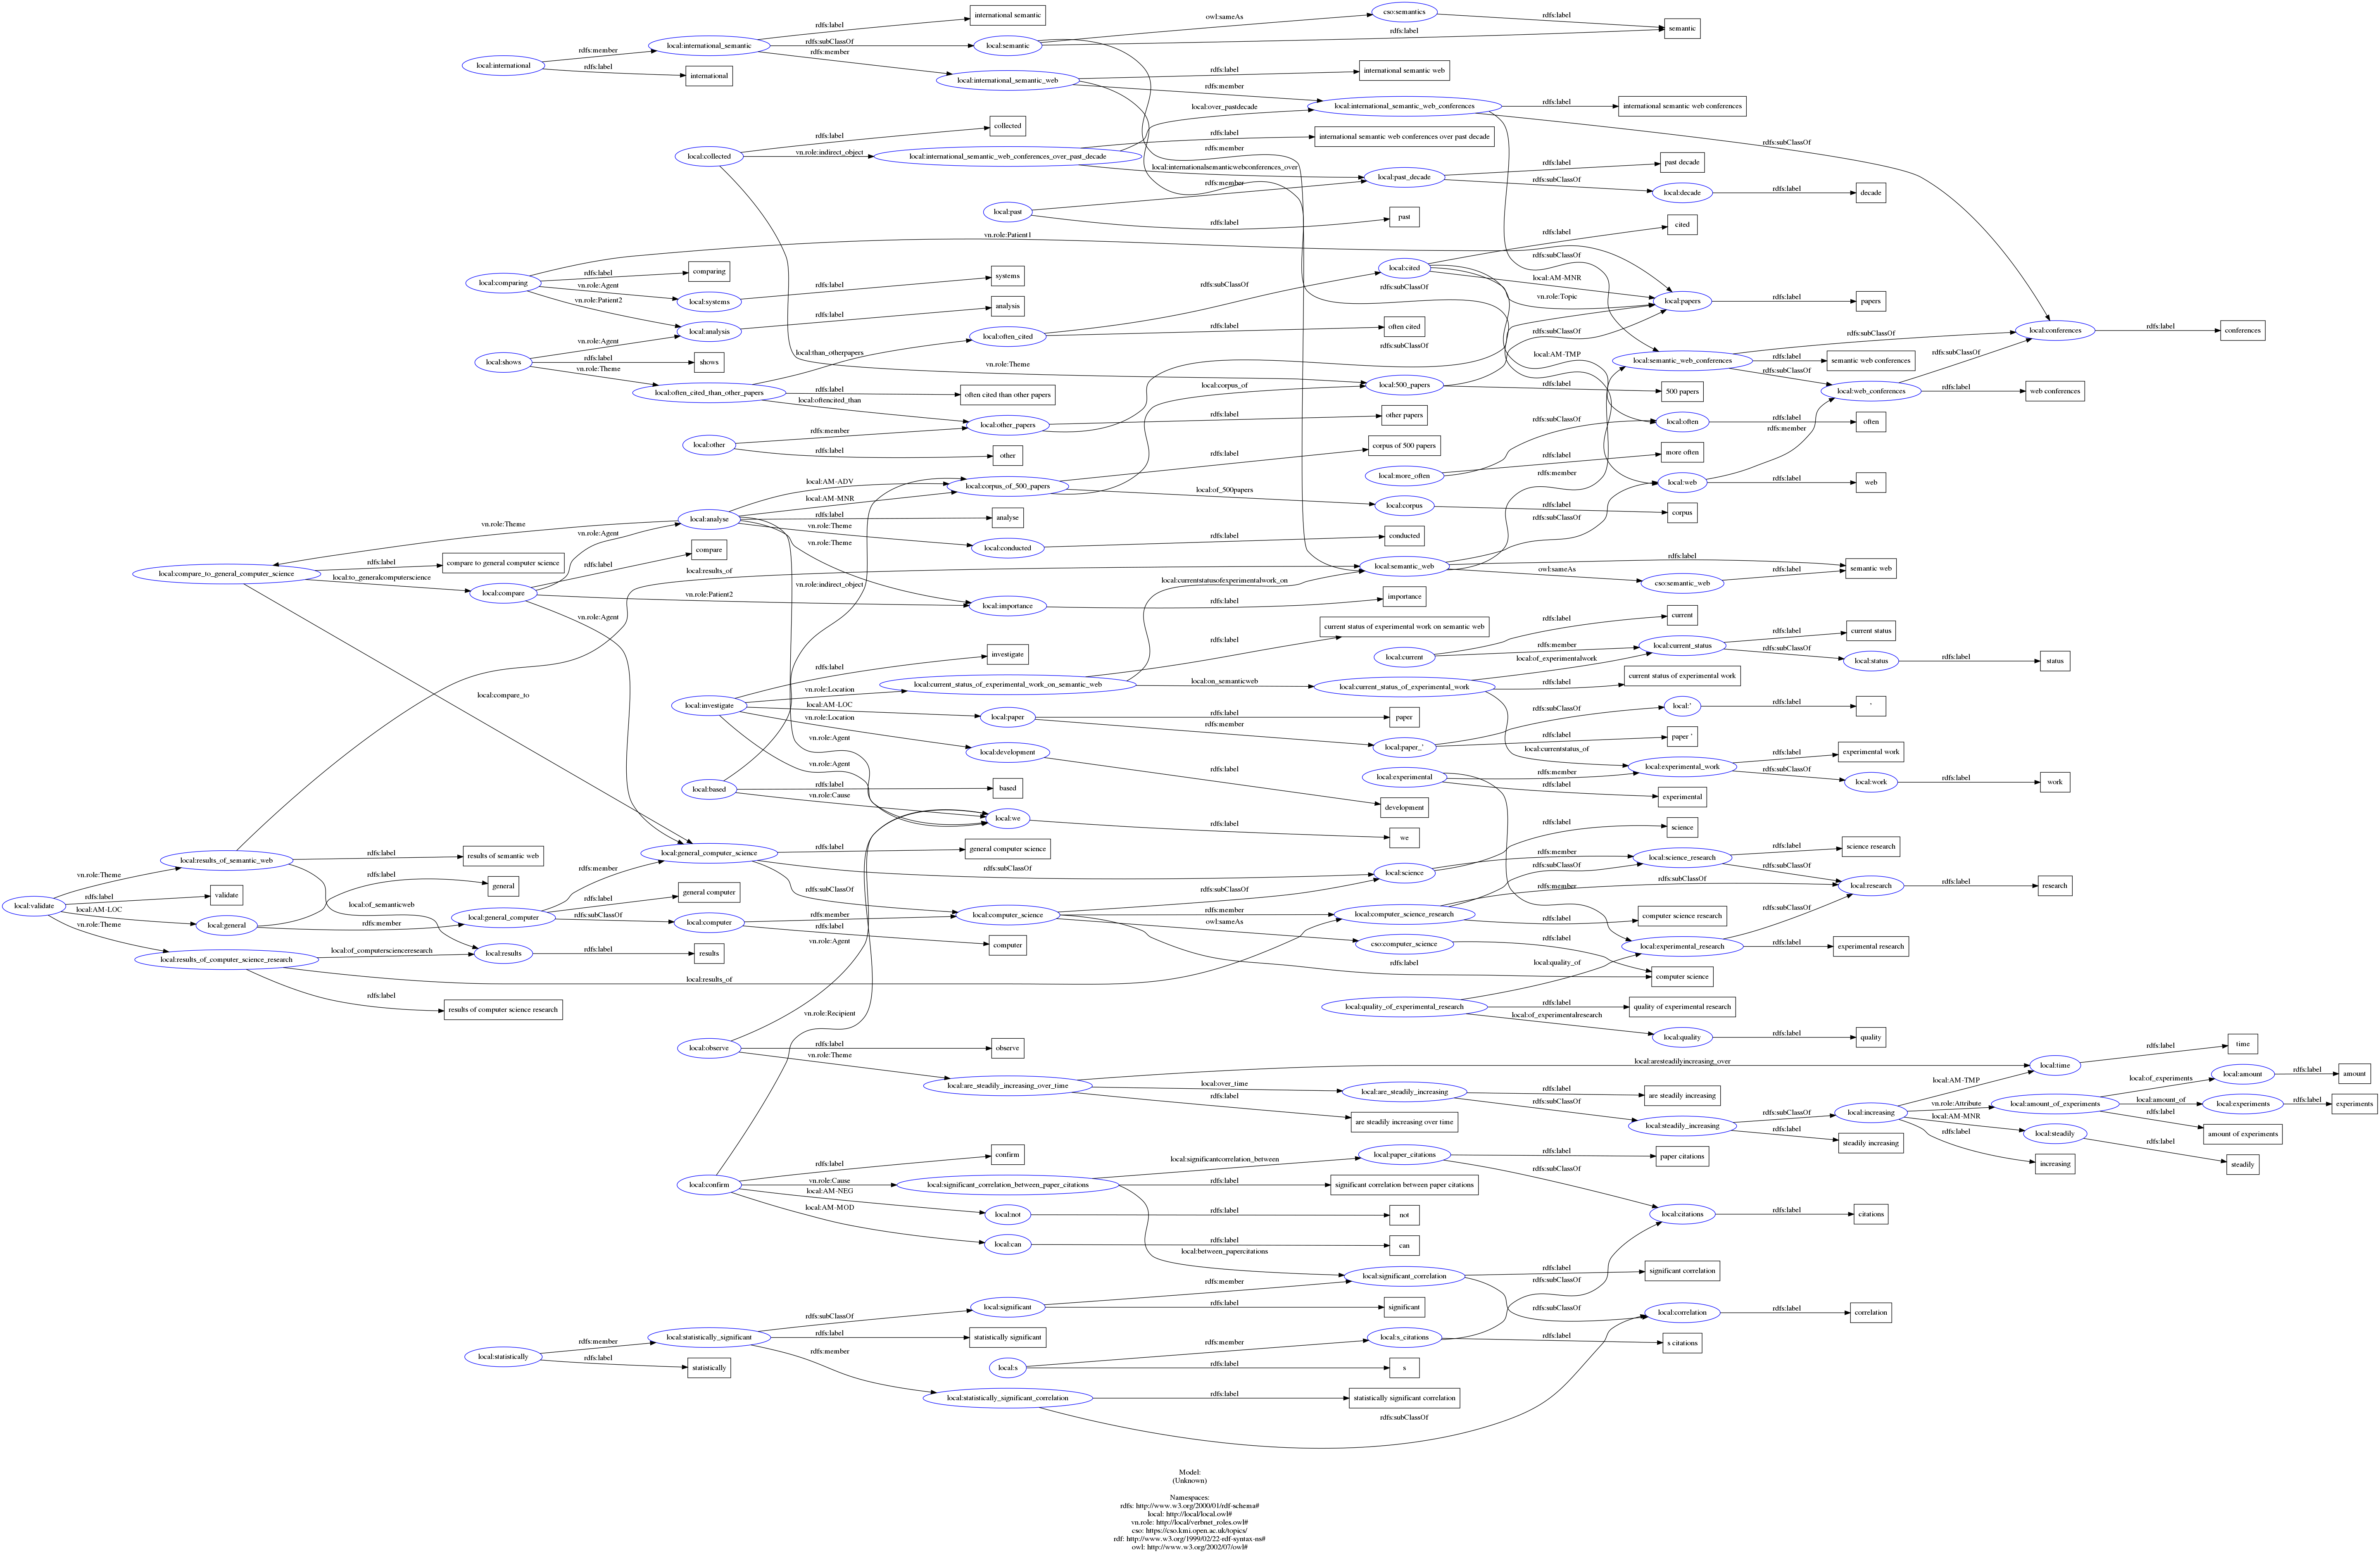 local:international
rdfs:member
rdfs:label
local:international_semantic
international
rdfs:label
rdfs:subClassOf
rdfs:member
international semantic
local:semantic
local:international_semantic_web
owl:sameAs
rdfs:label
cso:semantics
rdfs:label
semantic
rdfs:label
rdfs:member
international semantic web
local:over_pastdecade
local:international_semantic_web_conferences
rdfs:label
international semantic web conferences
rdfs:subClassOf
local:collected
rdfs:label
collected
vn.role:indirect_object
local:international_semantic_web_conferences_over_past_decade
rdfs:label
international semantic web conferences over past decade
rdfs:member
local:internationalsemanticwebconferences_over
rdfs:member
local:past_decade
rdfs:label
past decade
rdfs:subClassOf
local:decade
rdfs:label
decade
local:past
rdfs:label
past
vn.role:Patient1
local:comparing
rdfs:label
comparing
vn.role:Agent
local:systems
rdfs:label
systems
vn.role:Patient2
local:analysis
rdfs:label
analysis
rdfs:subClassOf
local:cited
rdfs:label
cited
rdfs:subClassOf
local:AM-MNR
rdfs:subClassOf
vn.role:Topic
local:papers
rdfs:label
papers
local:shows
vn.role:Agent
rdfs:label
shows
vn.role:Theme
local:often_cited_than_other_papers
local:than_otherpapers
local:often_cited
rdfs:label
often cited
rdfs:subClassOf
rdfs:subClassOf
local:AM-TMP
rdfs:label
often cited than other papers
local:oftencited_than
vn.role:Theme
local:corpus_of
local:500_papers
rdfs:label
500 papers
local:semantic_web_conferences
rdfs:subClassOf
rdfs:label
semantic web conferences
rdfs:subClassOf
local:web_conferences
rdfs:subClassOf
local:conferences
rdfs:label
conferences
rdfs:label
web conferences
local:other
rdfs:member
local:other_papers
rdfs:label
other papers
rdfs:label
other
rdfs:subClassOf
local:often
rdfs:label
often
rdfs:member
rdfs:label
corpus of 500 papers
local:more_often
rdfs:label
more often
rdfs:member
local:web
rdfs:label
web
local:AM-ADV
local:corpus_of_500_papers
local:AM-MNR
local:of_500papers
local:corpus
rdfs:label
corpus
rdfs:subClassOf
vn.role:Theme
local:analyse
rdfs:label
analyse
vn.role:Theme
vn.role:Theme
local:conducted
rdfs:label
conducted
vn.role:Agent
local:compare_to_general_computer_science
rdfs:label
compare to general computer science
local:to_generalcomputerscience
local:compare
rdfs:label
compare
vn.role:Patient2
vn.role:Agent
local:results_of
vn.role:indirect_object
local:importance
rdfs:label
importance
local:currentstatusofexperimentalwork_on
local:semantic_web
rdfs:label
semantic web
owl:sameAs
cso:semantic_web
rdfs:label
rdfs:label
current status of experimental work on semantic web
local:current
rdfs:label
current
rdfs:member
local:of_experimentalwork
local:current_status
rdfs:label
current status
rdfs:subClassOf
local:status
rdfs:label
status
local:compare_to
local:investigate
rdfs:label
investigate
vn.role:Location
local:current_status_of_experimental_work_on_semantic_web
local:on_semanticweb
local:current_status_of_experimental_work
rdfs:label
current status of experimental work
local:AM-LOC
local:paper
rdfs:label
paper
rdfs:member
rdfs:subClassOf
local:'
rdfs:label
'
local:paper_'
rdfs:label
paper '
vn.role:Location
local:development
rdfs:label
development
vn.role:Agent
vn.role:Agent
local:currentstatus_of
local:experimental_work
rdfs:label
experimental work
rdfs:subClassOf
local:work
rdfs:label
work
local:experimental
rdfs:member
rdfs:label
experimental
local:based
rdfs:label
based
vn.role:Cause
local:we
rdfs:label
we
local:general_computer_science
rdfs:label
general computer science
rdfs:subClassOf
rdfs:subClassOf
rdfs:label
science
local:science
rdfs:member
rdfs:subClassOf
local:science_research
rdfs:label
science research
rdfs:subClassOf
local:research
rdfs:label
research
local:validate
vn.role:Theme
rdfs:label
validate
local:AM-LOC
vn.role:Theme
local:results_of_semantic_web
rdfs:label
results of semantic web
rdfs:label
general
local:of_semanticweb
local:general
rdfs:member
local:general_computer
rdfs:member
rdfs:label
general computer
rdfs:subClassOf
local:computer
rdfs:member
rdfs:label
computer
rdfs:subClassOf
local:computer_science
rdfs:member
owl:sameAs
local:computer_science_research
rdfs:member
rdfs:subClassOf
rdfs:label
computer science research
cso:computer_science
rdfs:label
rdfs:label
computer science
local:results_of_computer_science_research
local:of_computerscienceresearch
local:results
rdfs:label
results
local:results_of
rdfs:label
results of computer science research
vn.role:Agent
local:quality_of
local:experimental_research
rdfs:subClassOf
rdfs:label
experimental research
local:quality_of_experimental_research
rdfs:label
quality of experimental research
local:of_experimentalresearch
local:quality
rdfs:label
quality
vn.role:Recipient
local:observe
rdfs:label
observe
vn.role:Theme
local:are_steadily_increasing_over_time
local:aresteadilyincreasing_over
local:over_time
rdfs:label
are steadily increasing over time
local:are_steadily_increasing
rdfs:label
are steadily increasing
rdfs:subClassOf
local:steadily_increasing
rdfs:subClassOf
rdfs:label
steadily increasing
local:increasing
local:AM-TMP
local:time
rdfs:label
time
vn.role:Attribute
local:amount_of_experiments
local:of_experiments
local:amount
rdfs:label
amount
local:amount_of
local:experiments
rdfs:label
experiments
rdfs:label
amount of experiments
local:AM-MNR
local:steadily
rdfs:label
steadily
rdfs:label
increasing
local:confirm
rdfs:label
confirm
vn.role:Cause
local:significant_correlation_between_paper_citations
local:significantcorrelation_between
local:paper_citations
rdfs:label
paper citations
rdfs:subClassOf
rdfs:label
significant correlation between paper citations
local:AM-NEG
local:not
rdfs:label
not
local:AM-MOD
local:can
rdfs:label
can
local:between_papercitations
local:citations
rdfs:label
citations
local:significant_correlation
rdfs:label
significant correlation
rdfs:subClassOf
rdfs:subClassOf
local:correlation
rdfs:label
correlation
local:statistically
rdfs:member
rdfs:label
statistically
local:statistically_significant
rdfs:subClassOf
local:significant
rdfs:member
rdfs:label
significant
rdfs:label
statistically significant
rdfs:member
local:s
rdfs:member
rdfs:label
s
local:s_citations
rdfs:label
s citations
local:statistically_significant_correlation
rdfs:label
statistically significant correlation
rdfs:subClassOf
Model:
(Unknown)
Namespaces:
rdfs: http://www.w3.org/2000/01/rdf-schema#
local: http://local/local.owl#
vn.role: http://local/verbnet_roles.owl#
cso: https://cso.kmi.open.ac.uk/topics/
rdf: http://www.w3.org/1999/02/22-rdf-syntax-ns#
owl: http://www.w3.org/2002/07/owl#